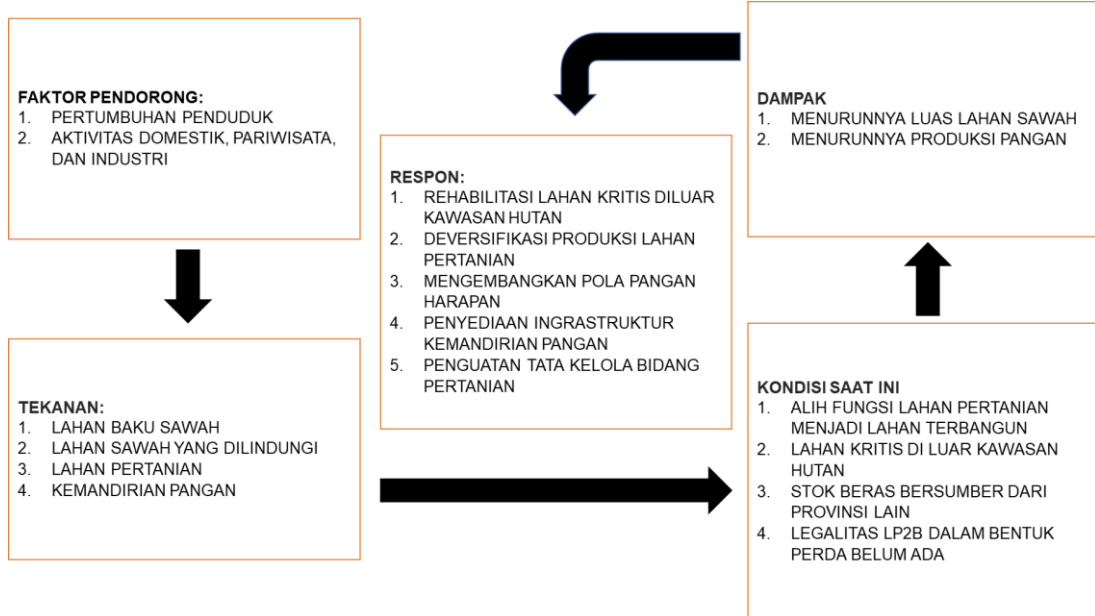 FAKTOR PENDORONG:
1. PERTUMBUHAN PENDUDUK
2. AKTIVITAS DOMESTIK, PARIWISATA,
DAN INDUSTRI
TEKANAN:
1. LAHAN BAKU SAWAH
2. LAHAN SAWAH YANG DILINDUNGI
3. LAHAN PERTANIAN
4. KEMANDIRIAN PANGAN
RESPON:
1. REHABILITASI LAHAN KRITIS DILUAR
KAWASAN HUTAN
2. DEVERSIFIKASI PRODUKSI LAHAN
PERTANIAN
3. MENGEMBANGKAN POLA PANGAN
HARAPAN
4. PENYEDIAAN INGRASTRUKTUR
KEMANDIRIAN PANGAN
5. PENGUATAN TATA KELOLA BIDANG
PERTANIAN
DAMPAK
1. MENURUNNYA LUAS LAHAN SAWAH
2. MENURUNNYA PRODUKSI PANGAN
KONDISI SAAT INI
1. ALIH FUNGSI LAHAN PERTANIAN
MENJADI LAHAN TERBANGUN
2. LAHAN KRITIS DI LUAR KAWASAN
HUTAN
3. STOK BERAS BERSUMBER DARI
PROVINSI LAIN
4. LEGALITAS LP2B DALAM BENTUK
PERDA BELUM ADA